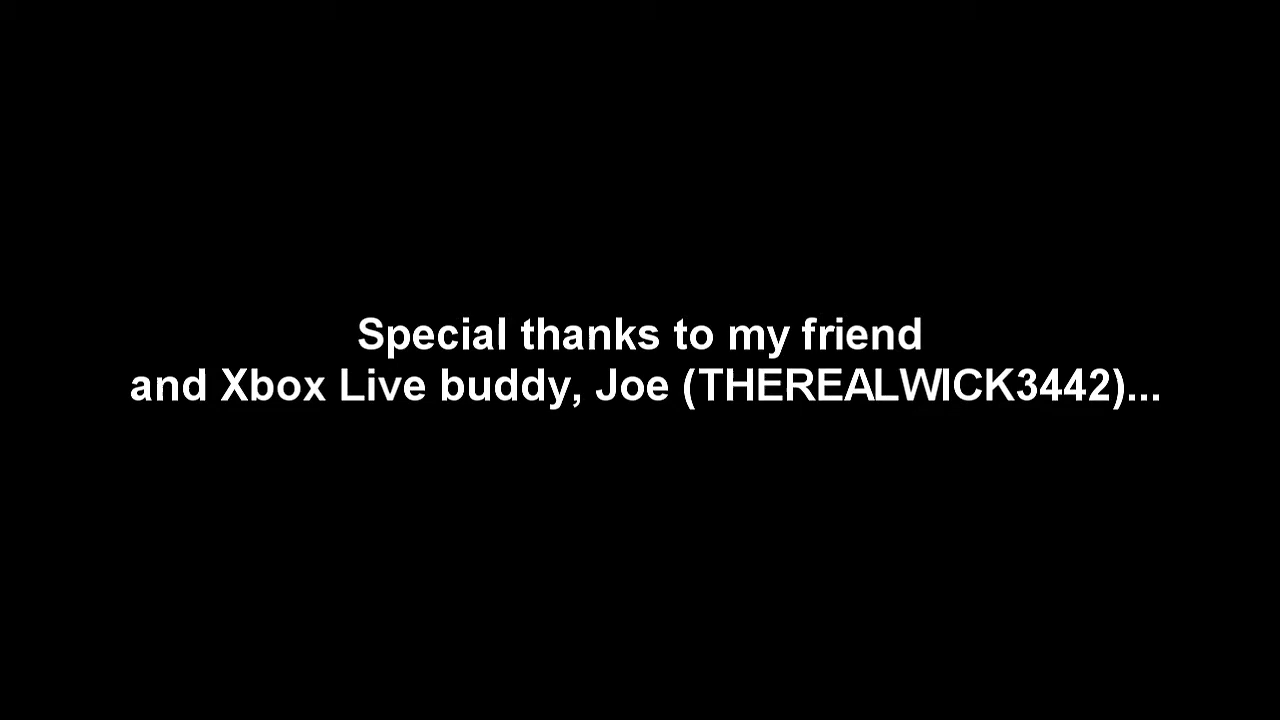 Special thanks to my friend
and Xbox Live buddy, Joe (THEREALWICK3442)...